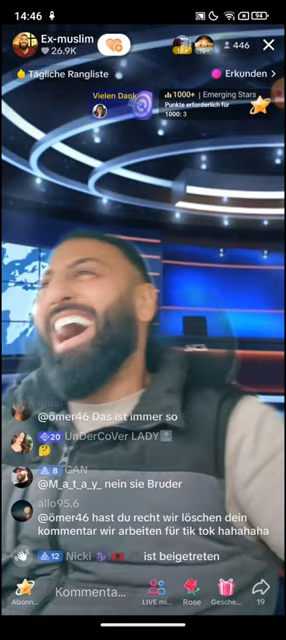 14:46
94
Ex-muslim
26.9K
446
Tägliche Rangliste
Erkunden >
Vielen Dank
1000+ | Emerging Stars
Punkte erforderlich für
1000: 3
@ömer46 Das ist immer so
20 UnDerCoVer LADY
8 CAN
@M_a_t_a_y_ nein sie Bruder
allo95.6
@ömer46 hast du recht wir löschen dein
kommentar wir arbeiten für tik tok hahahaha
12 Nicki ist beigetreten
Kommenta...
Abonn...
LIVE mi...
Rose
Gesche...
19